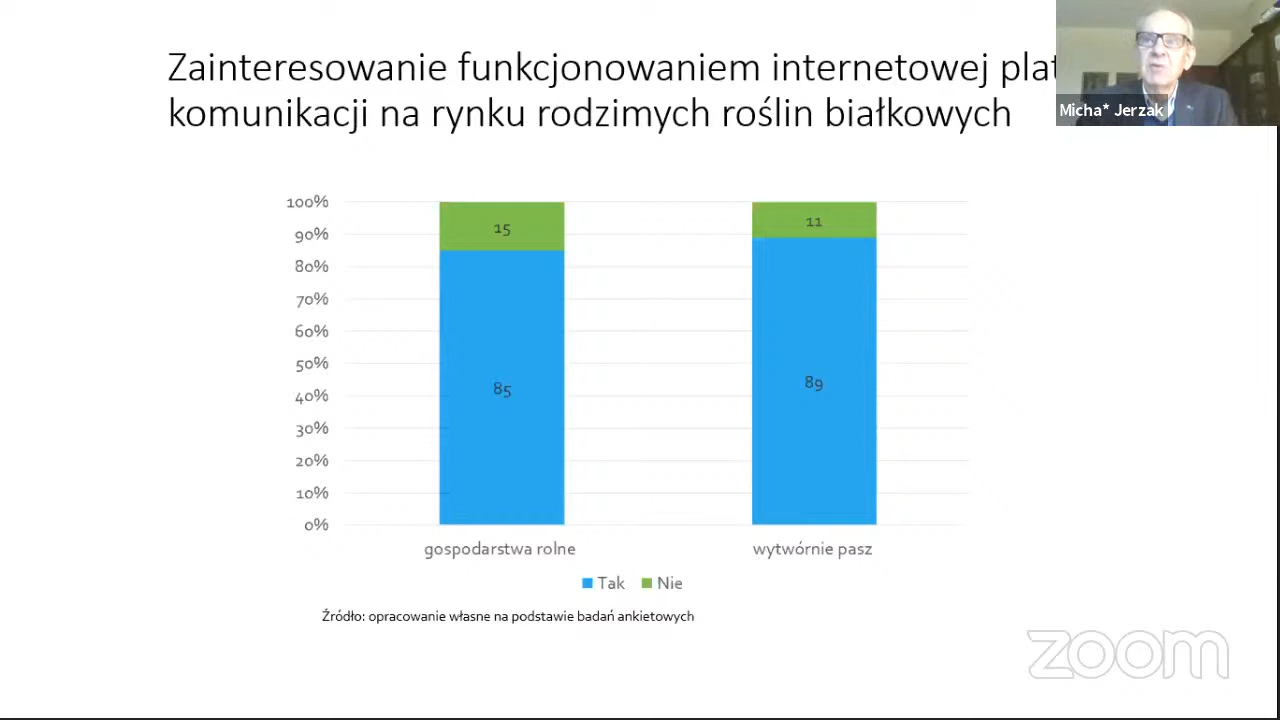 Zainteresowanie funkcjonowaniem internetowej
komunikacji na rynku rodzimych roślin białkowych
Micha* Jerzak
100%
90%
80%
70%
60%
50%
40%
30%
20%
10%
0%
15
11
85
89
gospodarstwa rolne
wytwórnie pasz
Tak
Nie
Źródło: opracowanie własne na podstawie badań ankietowych
zoom